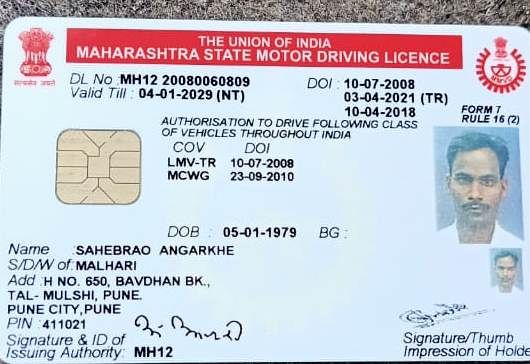 THE UNION OF INDIA
MAHARASHTRA STATE MOTOR DRIVING LICENCE
DL No : MH12 20080060809 DOI : 10-07-2008
Valid Till : 04-01-2029 (NT) 03-04-2021 (TR)
10-04-2018
FORM 7
RULE 16 (2)
AUTHORISATION TO DRIVE FOLLOWING CLASS
OF VEHICLES THROUGHOUT INDIA
COV DOI
LMV-TR 10-07-2008
MCWG 23-09-2010
DOB : 05-01-1979 BG :
Name : SAHEBRAO ANGARKHE
S/D/W of : MALHARI
Add : H NO. 650, BAVDHAN BK.,
TAL- MULSHI, PUNE.
PUNE CITY,PUNE
PIN : 411021
Signature & ID of
Issuing Authority: MH12
Signature/Thumb
Impression of Holde